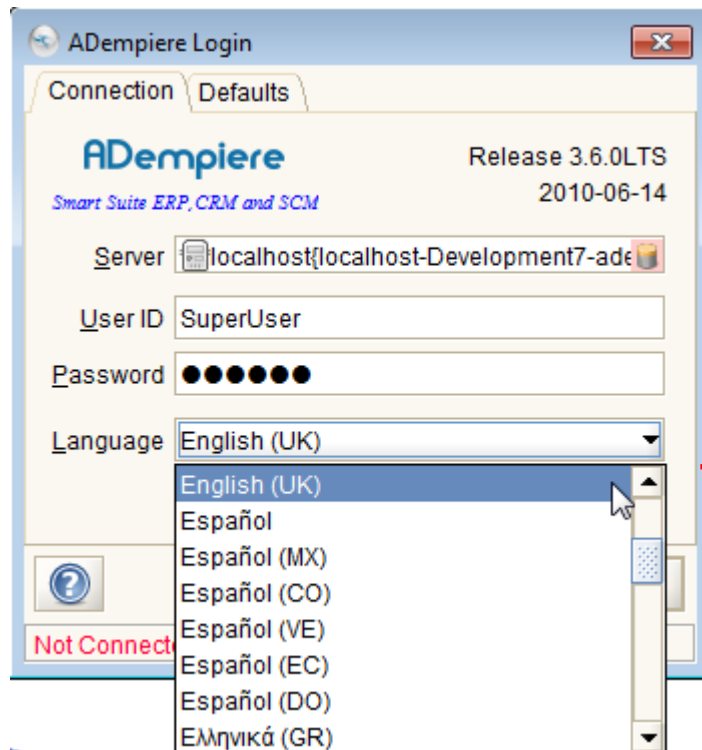 ADempiere Login
Connection Defaults
ADempiere Release 3.6.0LTS
Smart Suite ERP, CRM and SCM 2010-06-14
Server localhost{localhost-Development7-ade
User ID SuperUser
Password ●●●●●●
Language English (UK)
English (UK)
Español
Español (MX)
Español (CO)
Español (VE)
Not Connect
Español (EC)
Español (DO)
Ελληνικά (GR)